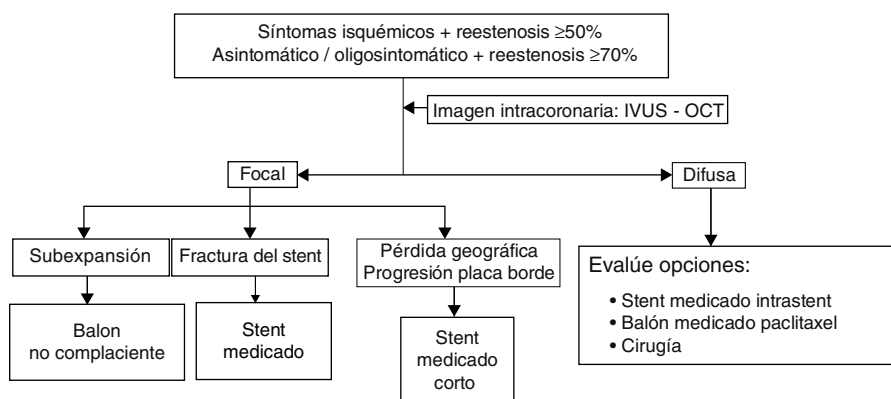 Síntomas isquémicos + reestenosis ≥50%
Asintomático / oligosintomático + reestenosis ≥70%
Imagen intracoronaria: IVUS - OCT
Focal
Difusa
Subexpansión
Fractura del stent
Pérdida geográfica
Progresión placa borde
Balon
no complaciente
Stent
medicado
Stent
medicado
corto
Evalúe opciones:
• Stent medicado intrastent
• Balón medicado paclitaxel
• Cirugía